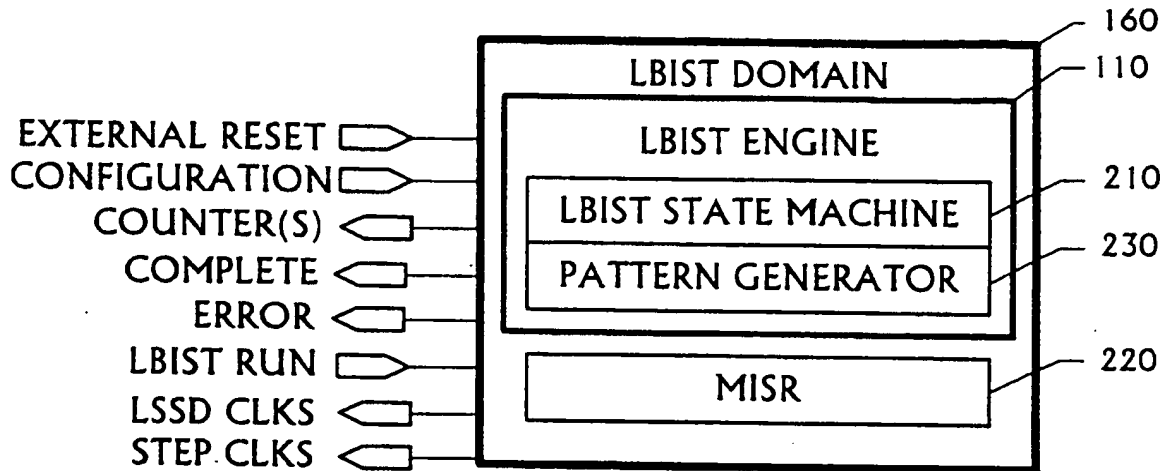 160
LBIST DOMAIN
110
EXTERNAL RESET
LBIST ENGINE
CONFIGURATION
210
LBIST STATE MACHINE
COUNTER(S)
230
COMPLETE
PATTERN GENERATOR
ERROR
LBIST RUN
220
MISR
LSSD CLKS
STEP CLKS